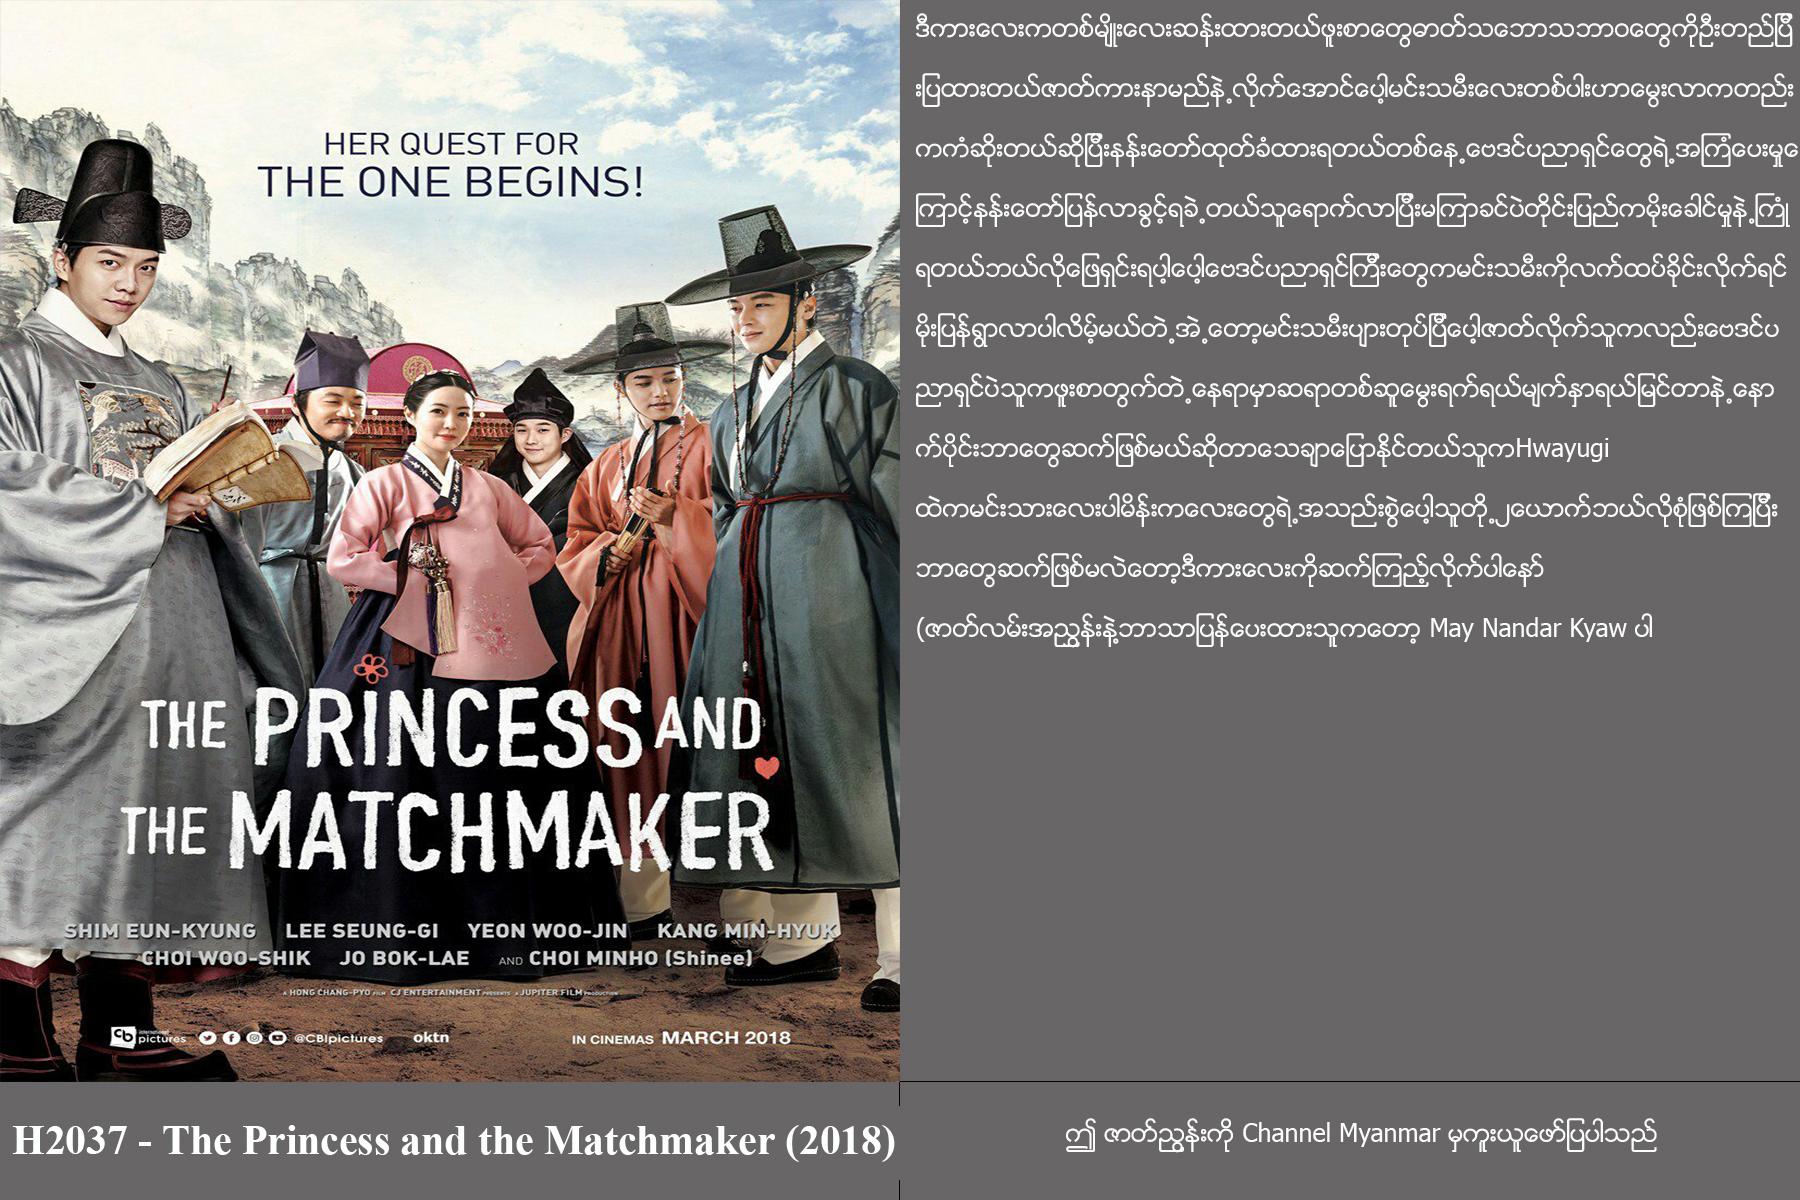 HER QUEST FOR
THE ONE BEGINS!
THE PRINCESS AND
THE MATCHMAKER
SHIM EUN-KYUNG LEE SEUNG-GI YEON WOO-JIN KANG MIN-HYUK
CHOI WOO-SHIK JO BOK-LAE AND CHOI MINHO (Shinee)
A HONG CHANG-PYO FILM CJ ENTERTAINMENT PRESENTS A JUPITER FILM PRODUCTION
cb international pictures @CBIpictures oktn IN CINEMAS MARCH 2018
ဒီကားလေးကတစ်မျိုးလေးဆန်းထားတယ်ဖူးစာတွေဓာတ်သဘောသဘာဝတွေကိုဦးတည်ပြီ
းပြထားတယ်ဇာတ်ကားနာမည်နဲ့လိုက်အောင်ပေါ့မင်းသမီးလေးတစ်ပါးဟာမွေးလာကတည်း
ကကံဆိုးတယ်ဆိုပြီးနန်းတော်ထုတ်ခံထားရတယ်တစ်နေ့ဗေဒင်ပညာရှင်တွေရဲ့အကြံပေးမှုေ
ကြာင့်နန်းတော်ပြန်လာခွင့်ရခဲ့တယ်သူရောက်လာပြီးမကြာခင်ပဲတိုင်းပြည်ကမိုးခေါင်မှုနဲ့ကြုံ
ရတယ်ဘယ်လိုဖြေရှင်းရပါ့ပေါ့ဗေဒင်ပညာရှင်ကြီးတွေကမင်းသမီးကိုလက်ထပ်ခိုင်းလိုက်ရင်
မိုးပြန်ရွာလာပါလိမ့်မယ်တဲ့အဲ့တော့မင်းသမီးပျားတုပ်ပြီပေါ့ဇာတ်လိုက်သူကလည်းဗေဒင်ပ
ညာရှင်ပဲသူကဖူးစာတွက်တဲ့နေရာမှာဆရာတစ်ဆူမွေးရက်ရယ်မျက်နှာရယ်မြင်တာနဲ့နော
က်ပိုင်းဘာတွေဆက်ဖြစ်မယ်ဆိုတာသေချာပြောနိုင်တယ်သူကHwayugi
ထဲကမင်းသားလေးပါမိန်းကလေးတွေရဲ့အသည်းစွဲပေါ့သူတို့၂ယောက်ဘယ်လိုစုံဖြစ်ကြပြီး
ဘာတွေဆက်ဖြစ်မလဲတော့ဒီကားလေးကိုဆက်ကြည့်လိုက်ပါနော်
(ဇာတ်လမ်းအညွှန်းနဲ့ဘာသာပြန်ပေးထားသူကတော့ May Nandar Kyaw ပါ
H2037 - The Princess and the Matchmaker (2018)
ဤ ဇာတ်ညွှန်းကို Channel Myanmar မှကူးယူဖော်ပြပါသည်